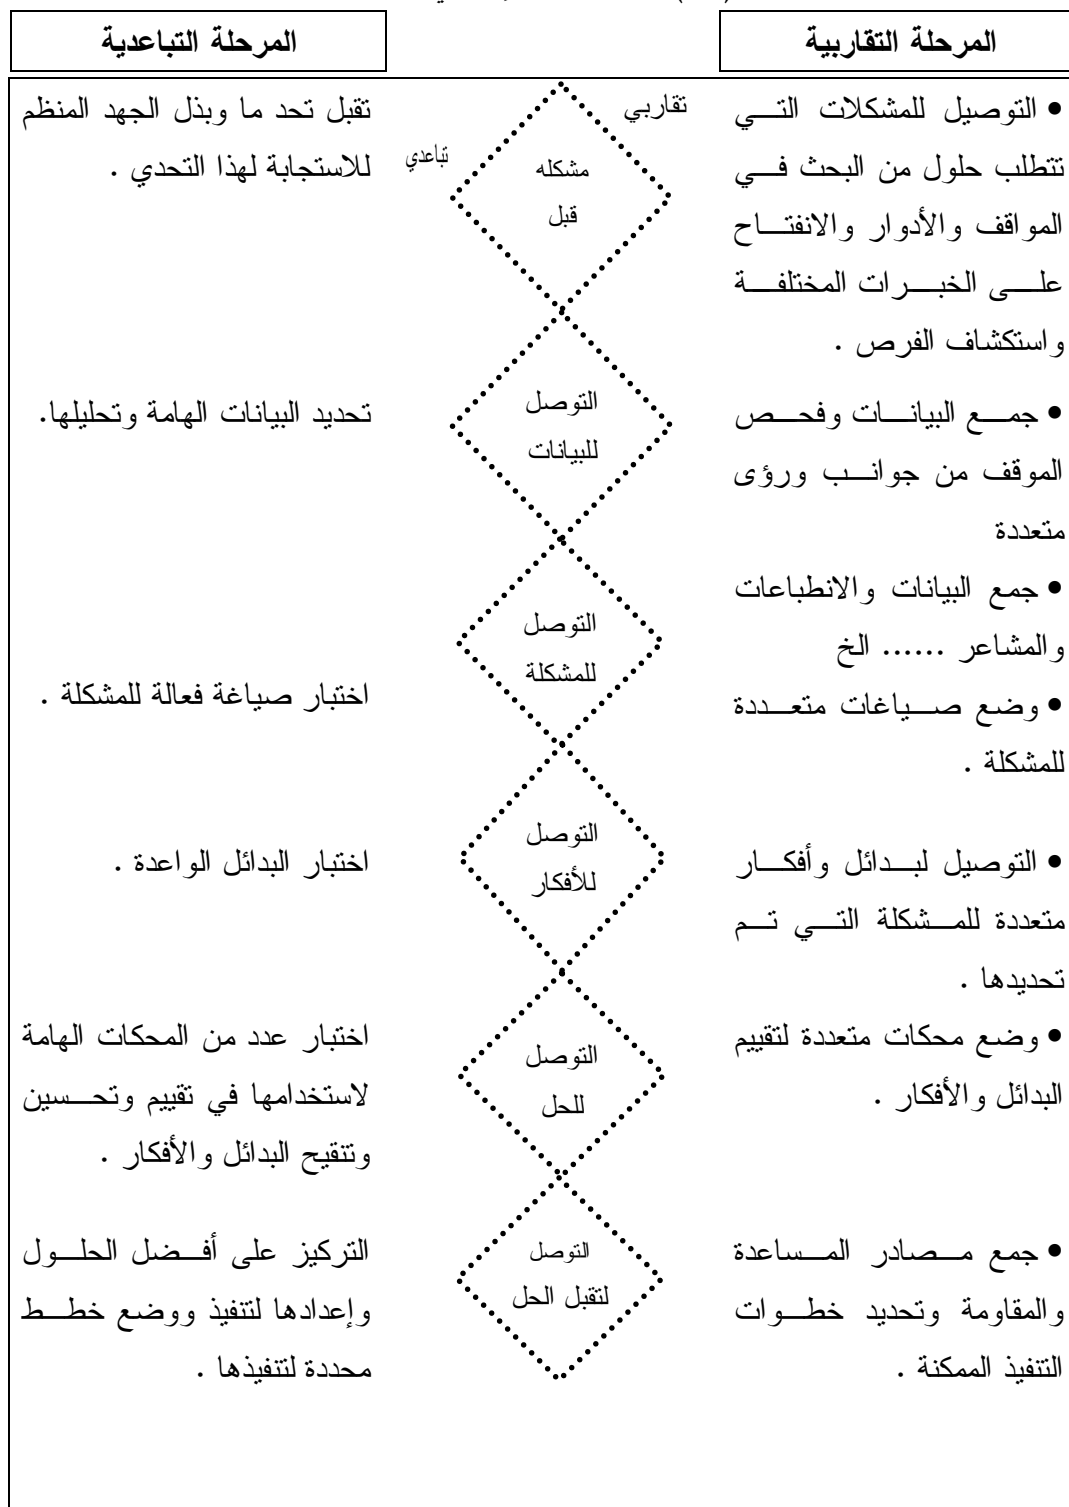 المرحلة التقاربية
المرحلة التباعدية
• التوصيل للمشكلات التي
تتطلب حلول من البحث في
المواقف والأدوار والانفتاح
على الخبرات المختلفة
واستكشاف الفرص .
تقاربي
تباعدي
مشكله
قبل
تقبل تحد ما وبذل الجهد المنظم
للاستجابة لهذا التحدي .
• جمع البيانات وفحص
الموقف من جوانب ورؤى
متعددة
التوصل
للبيانات
تحديد البيانات الهامة وتحليلها.
• جمع البيانات والانطباعات
والمشاعر ...... الخ
• وضع صياغات متعددة
للمشكلة .
التوصل
للمشكلة
اختبار صياغة فعالة للمشكلة .
• التوصيل لبدائل وأفكار
متعددة للمشكلة التي تم
تحديدها .
التوصل
للأفكار
اختبار البدائل الواعدة .
• وضع محكات متعددة لتقييم
البدائل والأفكار .
التوصل
للحل
اختبار عدد من المحكات الهامة
لاستخدامها في تقييم وتحسين
وتنقيح البدائل والأفكار .
• جمع مصادر المساعدة
والمقاومة وتحديد خطوات
التنفيذ الممكنة .
التوصل
لتقبل الحل
التركيز على أفضل الحلول
وإعدادها لتنفيذ ووضع خطط
محددة لتنفيذها .